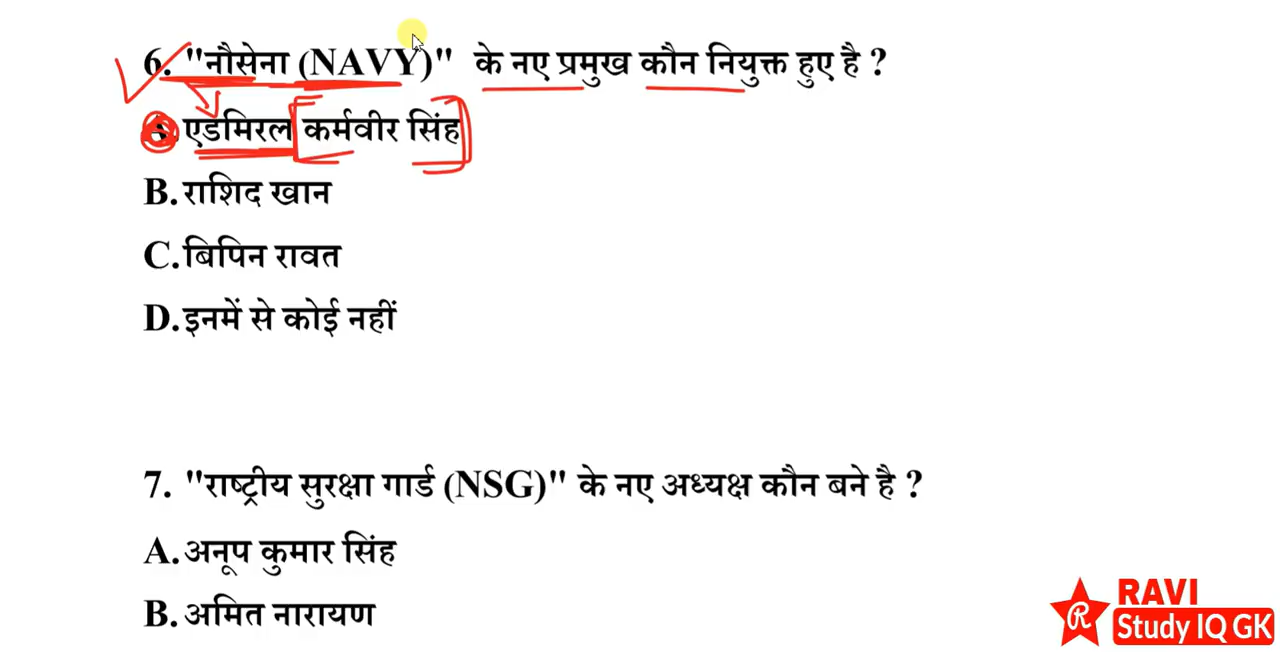 6. "नौसेना (NAVY)" के नए प्रमुख कौन नियुक्त हुए है ?
एडमिरल कर्मवीर सिंह
B. राशिद खान
C. बिपिन रावत
D. इनमें से कोई नहीं
7. "राष्ट्रीय सुरक्षा गार्ड (NSG)" के नए अध्यक्ष कौन बने है ?
A. अनूप कुमार सिंह
B. अमित नारायण
R
RAVI
Study IQ GK